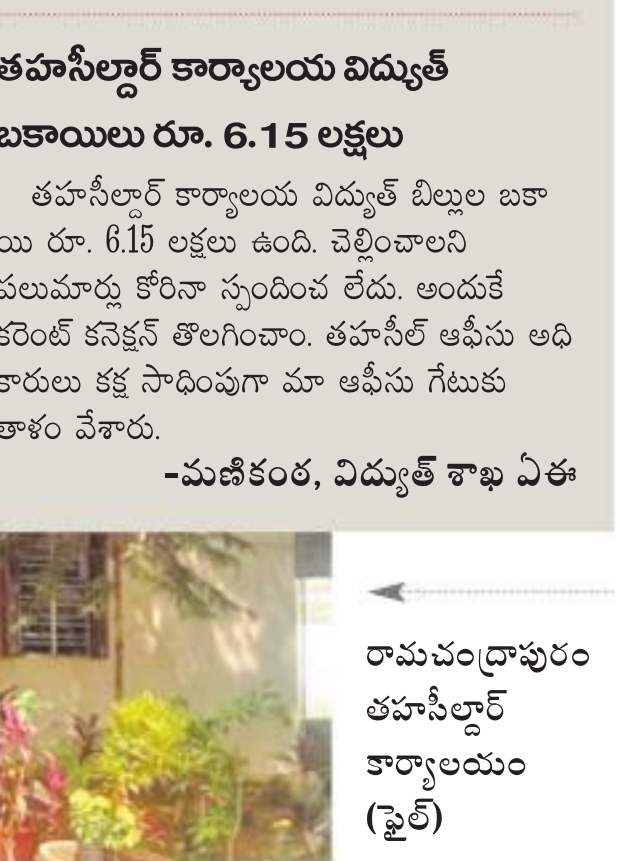 తహసీల్దార్ కార్యాలయ విద్యుత్
బకాయిలు రూ. 6.15 లక్షలు
తహసీల్దార్ కార్యాలయ విద్యుత్ బిల్లుల బకా
యి రూ. 6.15 లక్షలు ఉంది. చెల్లించాలని
పలుమార్లు కోరినా స్పందించ లేదు. అందుకే
కరెంట్ కనెక్షన్ తొలగించాం. తహసీల్ ఆఫీసు అధి
కారులు కక్ష సాధింపుగా మా ఆఫీసు గేటుకు
తాళం వేశారు.
-మణికంఠ, విద్యుత్ శాఖ ఏఈ
రామచంద్రాపురం
తహసీల్దార్
కార్యాలయం
(ఫైల్)